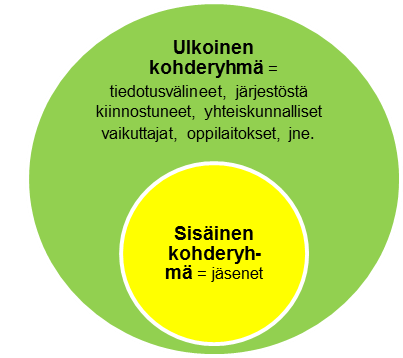 Ulkoinen
kohderyhmä =
tiedotusvälineet, järjestöstä
kiinnostuneet, yhteiskunnalliset
vaikuttajat, oppilaitokset, jne.
Sisäinen
kohderyh-
mä = jäsenet